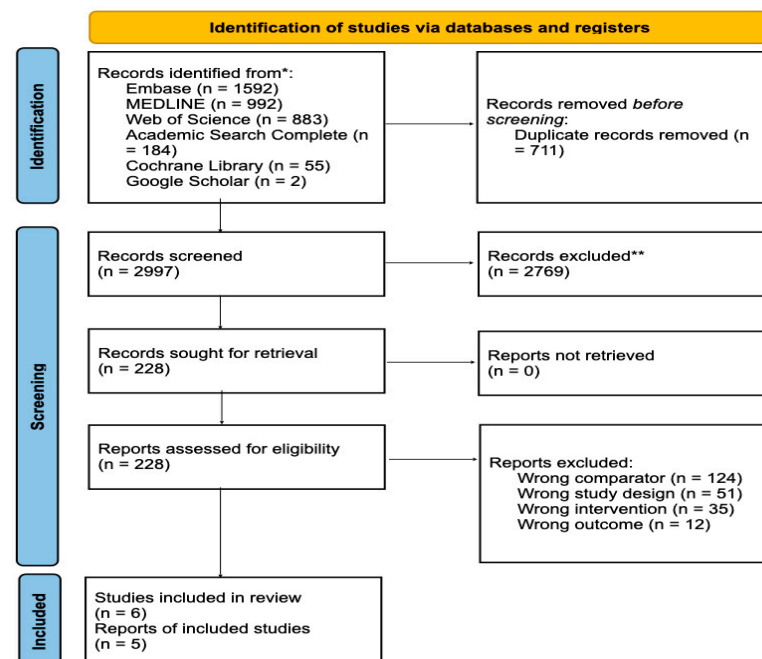 Identification of studies via databases and registers
Identification
Records identified from*:
Embase (n = 1592)
MEDLINE (n = 992)
Web of Science (n = 883)
Academic Search Complete (n
= 184)
Cochrane Library (n = 55)
Google Scholar (n = 2)
Records removed before
screening:
Duplicate records removed (n
= 711)
Screening
Records screened
(n = 2997)
Records excluded**
(n = 2769)
Records sought for retrieval
(n = 228)
Reports not retrieved
(n = 0)
Reports assessed for eligibility
(n = 228)
Reports excluded:
Wrong comparator (n = 124)
Wrong study design (n = 51)
Wrong intervention (n = 35)
Wrong outcome (n = 12)
Included
Studies included in review
(n = 6)
Reports of included studies
(n = 5)